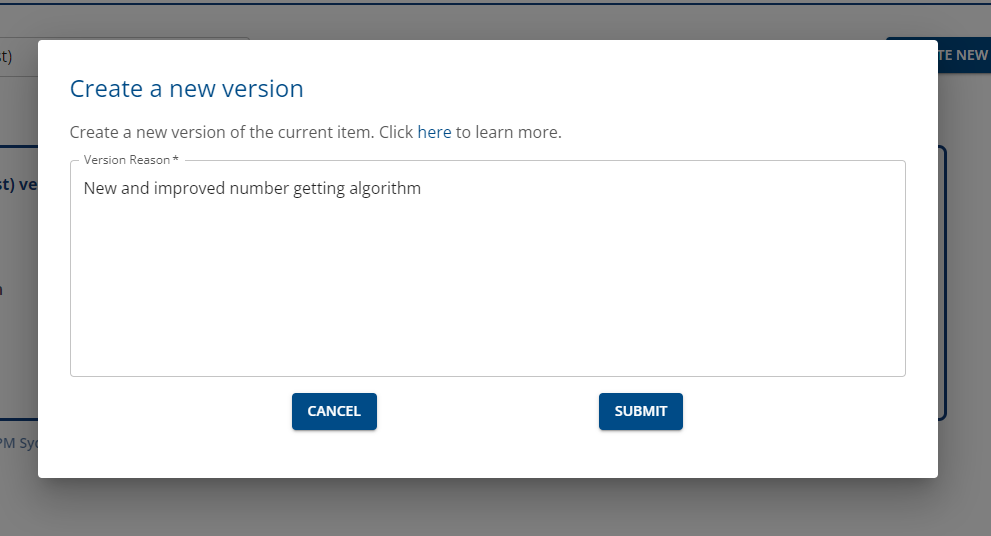 st)
TE NEW
Create a new version
Create a new version of the current item. Click here to learn more.
Version Reason *
New and improved number getting algorithm
st) ve
PM Syd
CANCEL
SUBMIT